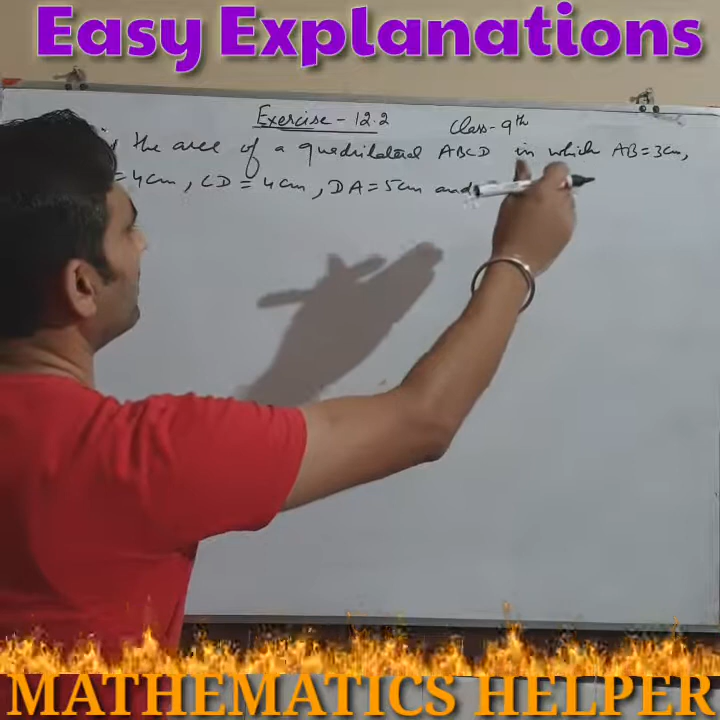 Easy Explanations
Exercise - 12.2 Class - 9th
the area of a quadrilateral ABCD in which AB = 3cm,
= 4cm, CD = 4cm, DA = 5cm and
MATHEMATICS HELPER